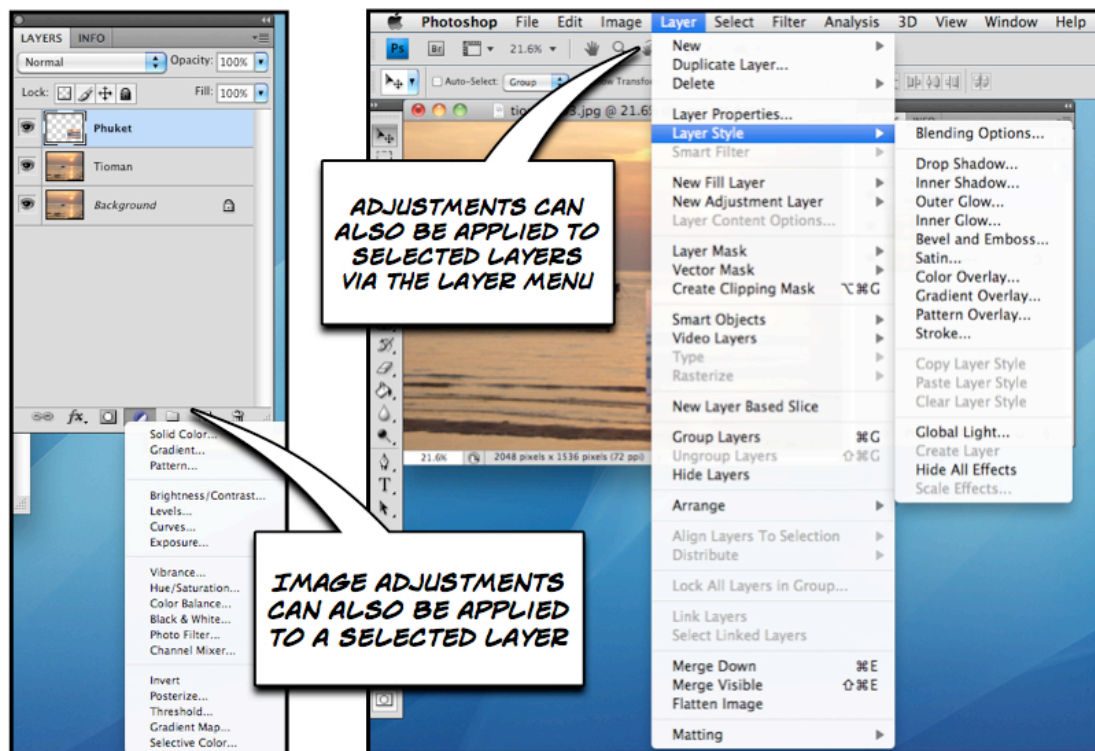 LAYERS INFO
Normal Opacity: 100%
Lock: Fill: 100%
Phuket
Tioman
Background
fx.
Solid Color...
Gradient...
Pattern...
Brightness/Contrast...
Levels...
Curves...
Exposure...
Vibrance...
Hue/Saturation...
Color Balance...
Black & White...
Photo Filter...
Channel Mixer...
Invert
Posterize...
Threshold...
Gradient Map...
Selective Color...
IMAGE ADJUSTMENTS
CAN ALSO BE APPLIED
TO A SELECTED LAYER
Photoshop File Edit Image Layer Select Filter Analysis 3D View Window Help
Ps Br 21.6%
Auto-Select: Group
.jpg @ 21.6%
ADJUSTMENTS CAN
ALSO BE APPLIED TO
SELECTED LAYERS
VIA THE LAYER MENU
21.6% 2048 pixels x 1536 pixels (72 ppi)
T
New
Duplicate Layer...
Delete
Layer Properties...
Layer Style
Smart Filter
New Fill Layer
New Adjustment Layer
Layer Content Options...
Layer Mask
Vector Mask
Create Clipping Mask ⌥⌘G
Smart Objects
Video Layers
Type
Rasterize
New Layer Based Slice
Group Layers ⌘G
Ungroup Layers ⇧⌘G
Hide Layers
Arrange
Align Layers To Selection
Distribute
Lock All Layers in Group...
Link Layers
Select Linked Layers
Merge Down ⌘E
Merge Visible ⇧⌘E
Flatten Image
Matting
Blending Options...
Drop Shadow...
Inner Shadow...
Outer Glow...
Inner Glow...
Bevel and Emboss...
Satin...
Color Overlay...
Gradient Overlay...
Pattern Overlay...
Stroke...
Copy Layer Style
Paste Layer Style
Clear Layer Style
Global Light...
Create Layer
Hide All Effects
Scale Effects...